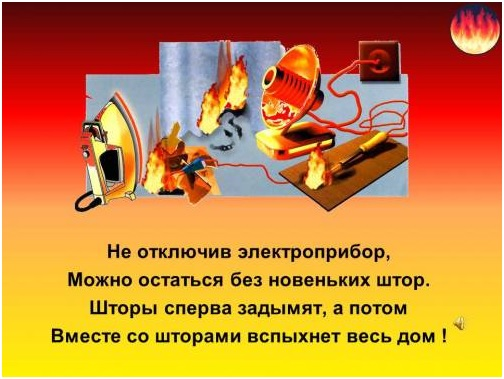 Не отключив электроприбор,
Можно остаться без новеньких штор.
Шторы сперва задымят, а потом
Вместе со шторами вспыхнет весь дом !